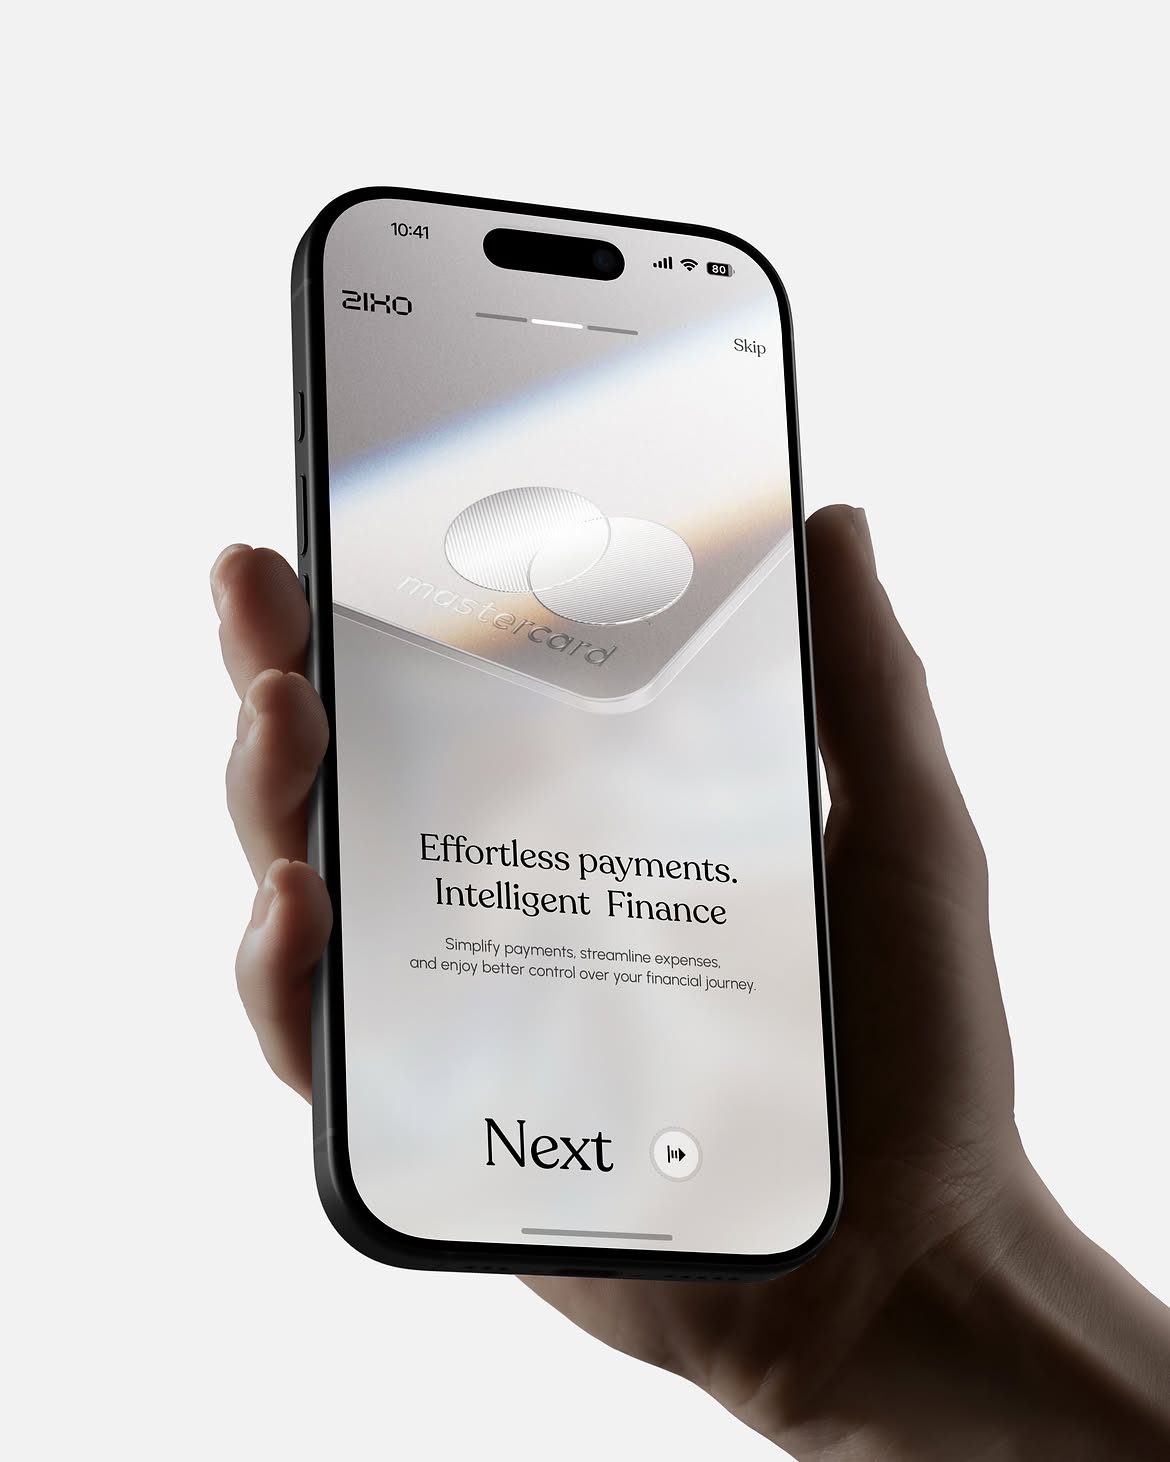 10:41
80
ZIXO
Skip
mastercard
Effortless payments.
Intelligent Finance
Simplify payments, streamline expenses,
and enjoy better control over your financial journey.
Next